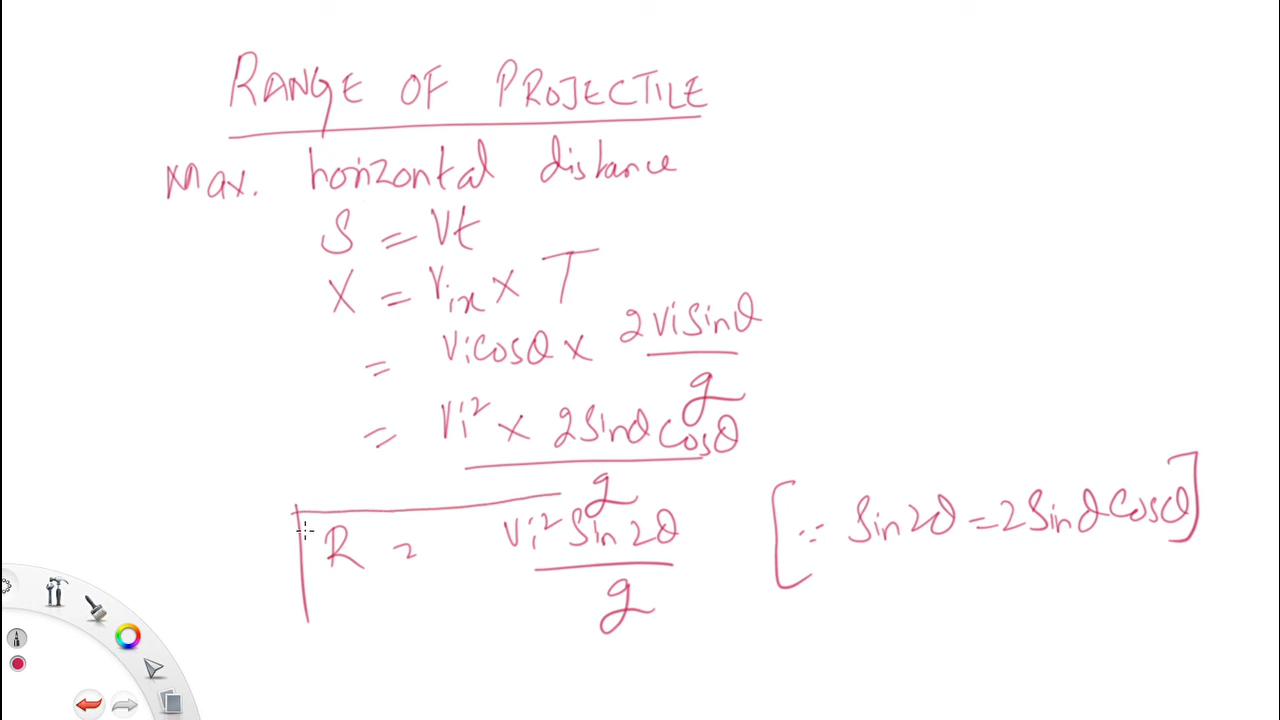 RANGE OF PROJECTILE
Max. horizontal distance
S = Vt
X = Vix × T
= Vicosθ × 2Visinθ / g
= Vi² × 2Sinθ Cosθ / g
R = Vi² Sin2θ / g [∵ Sin2θ = 2Sinθ Cosθ]